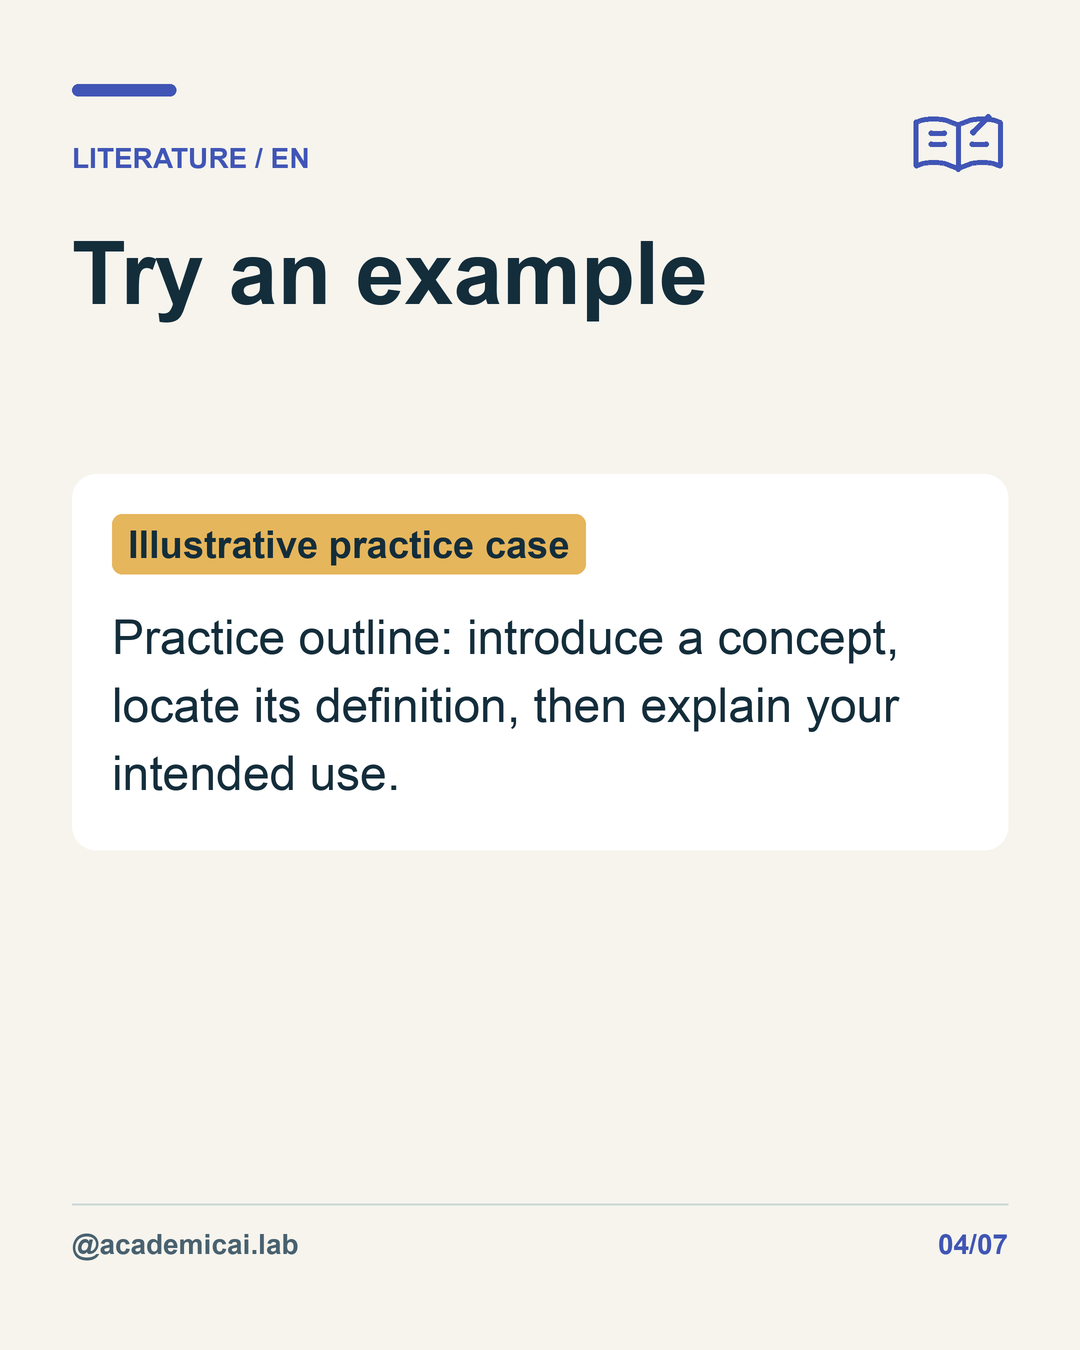 LITERATURE / EN
Try an example
Illustrative practice case
Practice outline: introduce a concept,
locate its definition, then explain your
intended use.
@academicai.lab
04/07